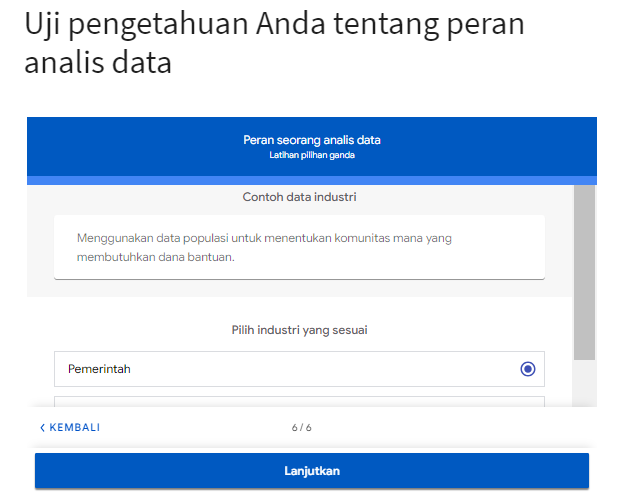 Uji pengetahuan Anda tentang peran
analis data
Peran seorang analis data
Latihan pilihan ganda
Contoh data industri
Menggunakan data populasi untuk menentukan komunitas mana yang
membutuhkan dana bantuan.
Pilih industri yang sesuai
Pemerintah
< KEMBALI
6 / 6
Lanjutkan